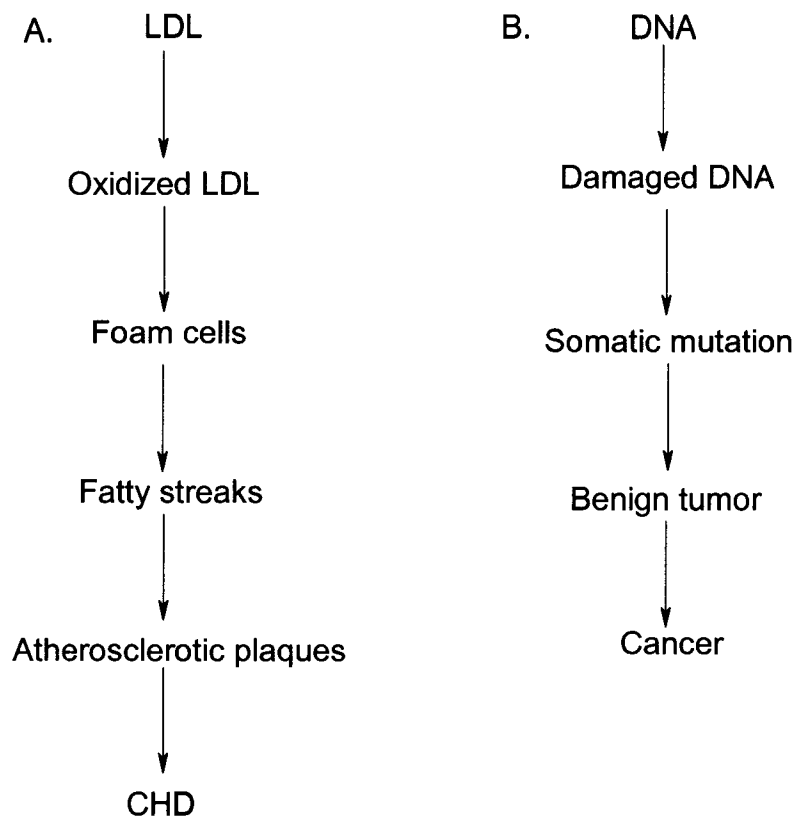 A.
LDL
Oxidized LDL
Foam cells
Fatty streaks
Atherosclerotic plaques
CHD
B.
DNA
Damaged DNA
Somatic mutation
Benign tumor
Cancer